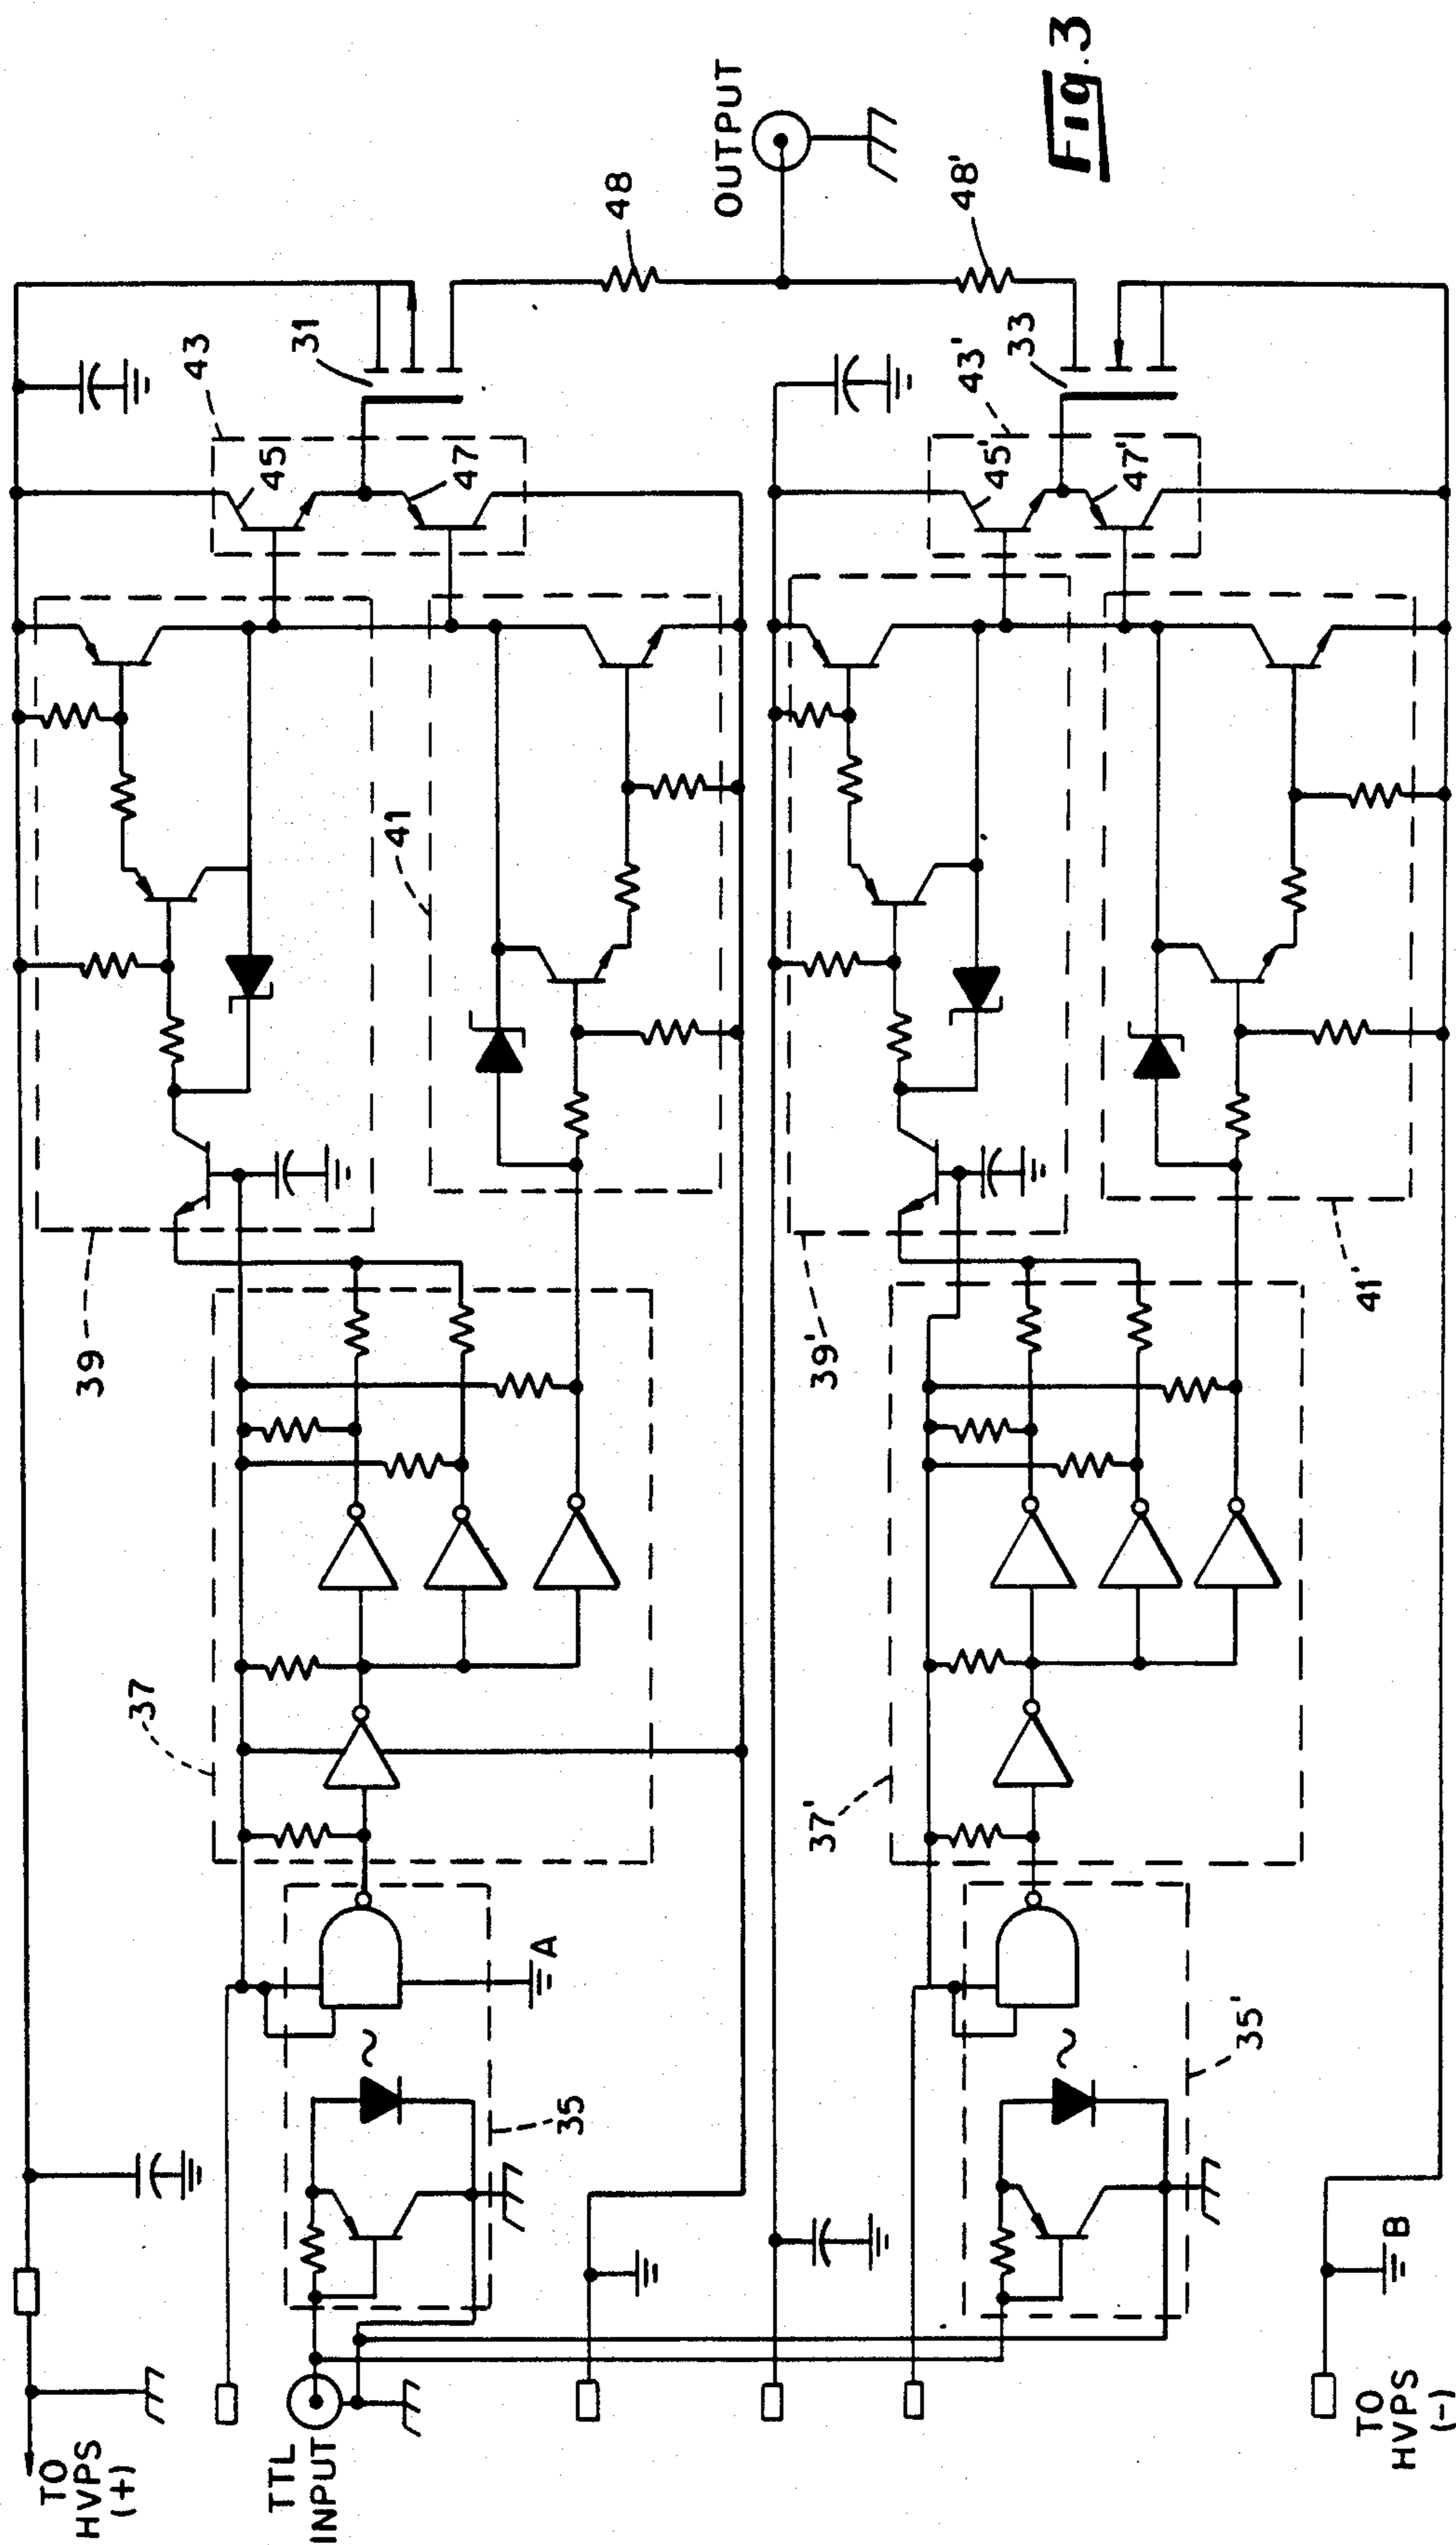 Fig. 3
TO
HVPS
(+)
TTL
INPUT
35
A
37
39
41
43
45
47
31
48
OUTPUT
48'
33
43'
45'
47'
39'
41'
37'
35'
B
TO
HVPS
(-)